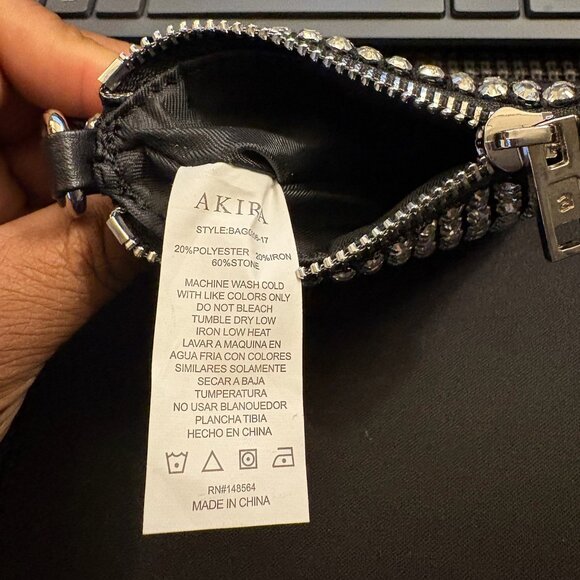 AKIRA
20%POLYESTER 20%IRON
60%STONE
MACHINE WASH COLD
WITH LIKE COLORS ONLY
DO NOT BLEACH
TUMBLE DRY LOW
IRON LOW HEAT
LAVAR A MAQUINA EN
AGUA FRIA CON COLORES
SIMILARES SOLAMENTE
SECAR A BAJA
TUMPERATURA
NO USAR BLANQUEDOR
PLANCHA TIBIA
HECHO EN CHINA
RN#148564
MADE IN CHINA